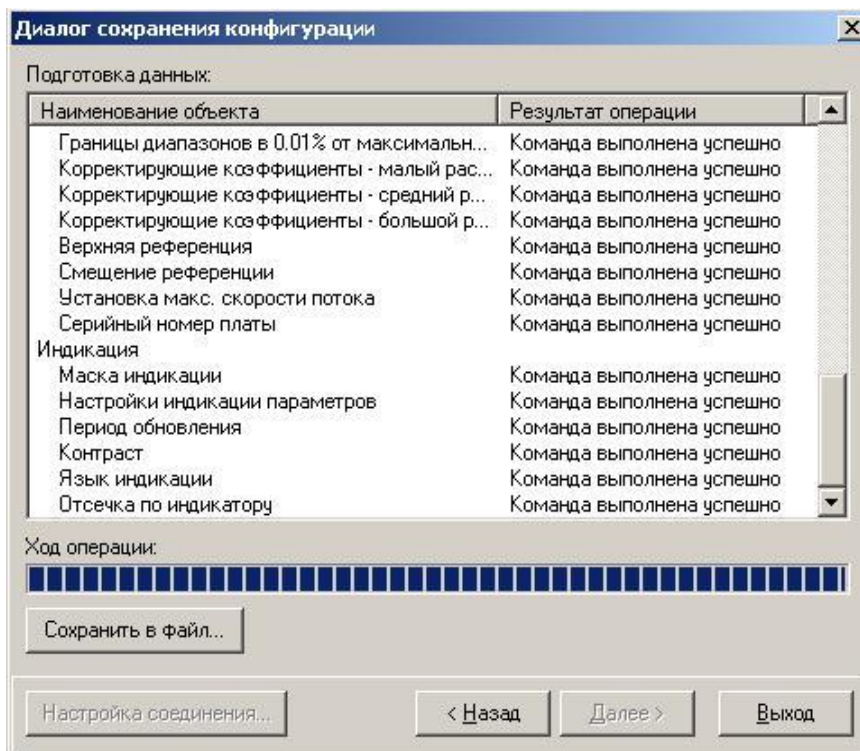 Диалог сохранения конфигурации
Подготовка данных:
Наименование объекта Результат операции
Границы диапазонов в 0.01% от максимальн... Команда выполнена успешно
Корректирующие коэффициенты - малый рас... Команда выполнена успешно
Корректирующие коэффициенты - средний р... Команда выполнена успешно
Корректирующие коэффициенты - большой р... Команда выполнена успешно
Верхняя референция Команда выполнена успешно
Смещение референции Команда выполнена успешно
Установка макс. скорости потока Команда выполнена успешно
Серийный номер платы Команда выполнена успешно
Индикация
Маска индикации Команда выполнена успешно
Настройки индикации параметров Команда выполнена успешно
Период обновления Команда выполнена успешно
Контраст Команда выполнена успешно
Язык индикации Команда выполнена успешно
Отсечка по индикатору Команда выполнена успешно
Ход операции:
Сохранить в файл...
Настройка соединения... < Назад Далее > Выход